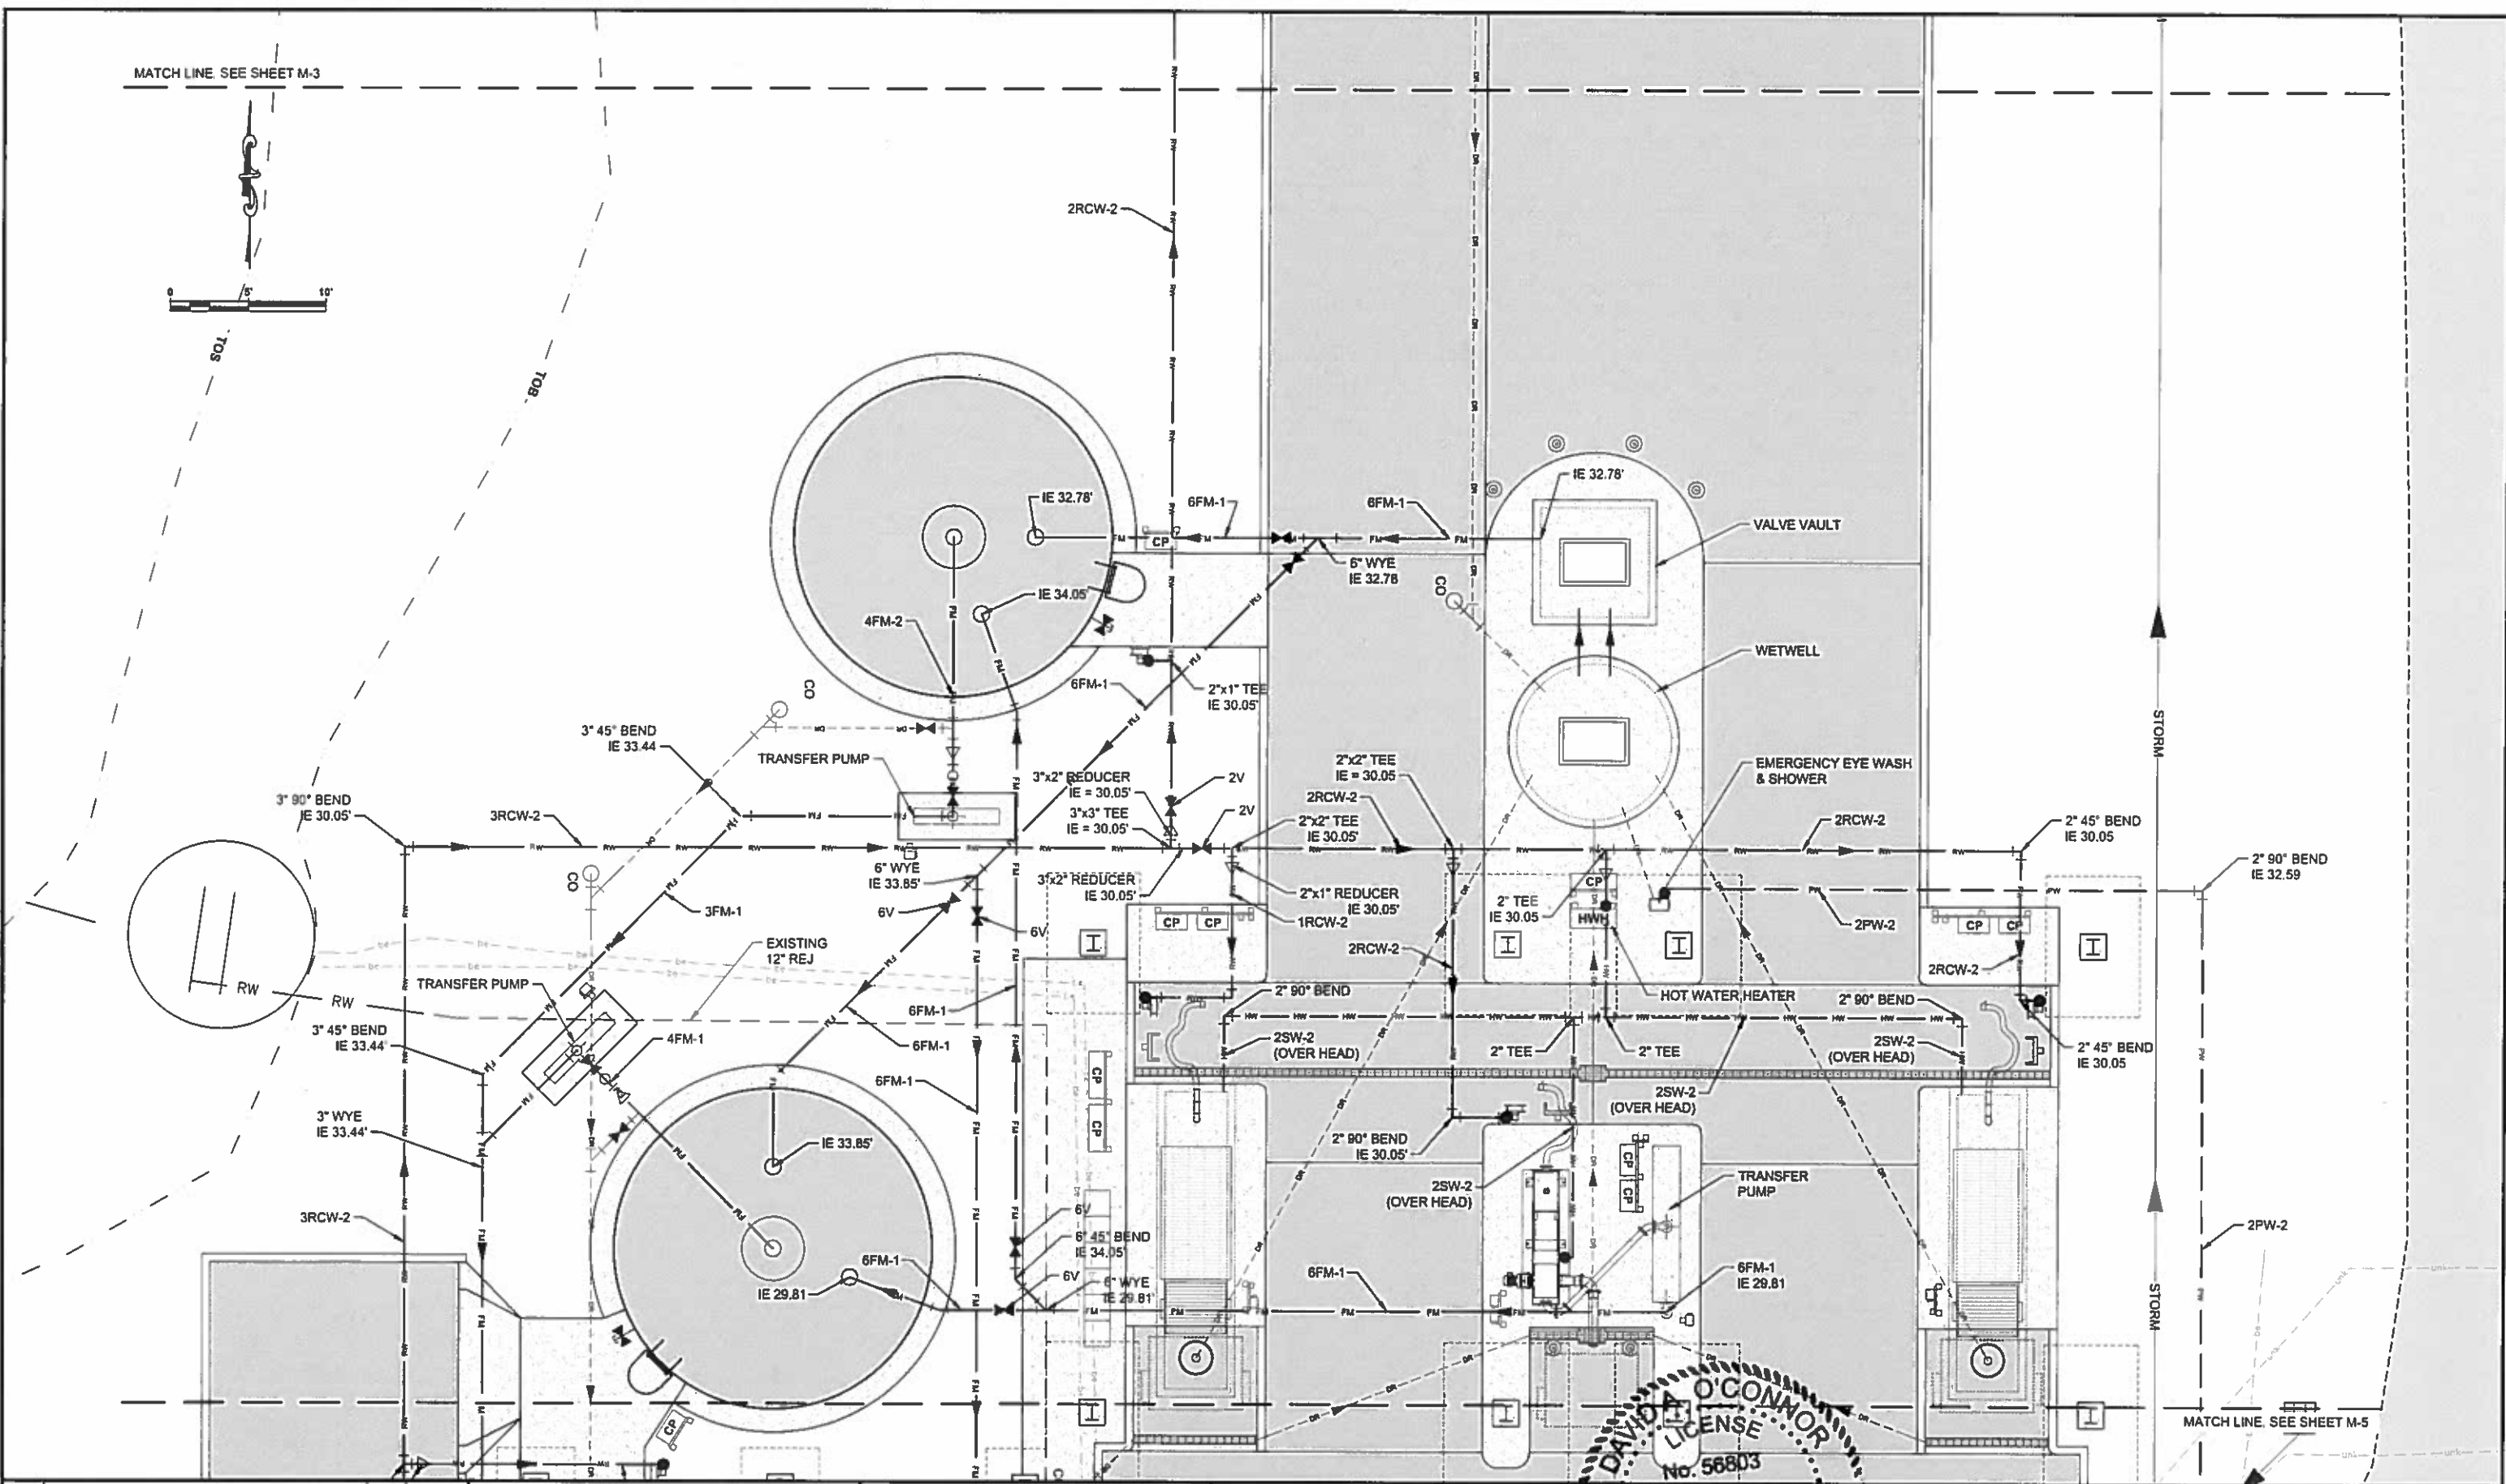 MATCH LINE. SEE SHEET M-3
0 5' 10'
TOS
TOB
2RCW-2
IE 32.78'
6FM-1
6FM-1
IE 32.78'
VALVE VAULT
CP
6" WYE
IE 32.78
CO
IE 34.05'
4FM-2
WETWELL
6FM-1
2"x1" TEE
IE 30.05'
CO
3" 45° BEND
IE 33.44
TRANSFER PUMP
3"x2" REDUCER
IE = 30.05'
2V
2"x2" TEE
IE = 30.05
EMERGENCY EYE WASH
& SHOWER
STORM
3" 90° BEND
IE 30.05'
3RCW-2
3"x3" TEE
IE = 30.05'
2V
2RCW-2
2"x2" TEE
IE 30.05'
2RCW-2
2" 45° BEND
IE 30.05
2" 90° BEND
IE 32.59
CO
6" WYE
IE 33.85'
3"x2" REDUCER
IE 30.05'
2"x1" REDUCER
IE 30.05'
2" TEE
IE 30.05
CP
HWH
3FM-1
6V
6V
CP CP
1RCW-2
2PW-2
CP CP
EXISTING
12" REJ
2RCW-2
2RCW-2
RW RW
TRANSFER PUMP
HOT WATER HEATER
2" 90° BEND
2" 90° BEND
6FM-1
3" 45° BEND
IE 33.44'
4FM-1
6FM-1
2SW-2
(OVER HEAD)
2" TEE
2" TEE
2SW-2
(OVER HEAD)
2" 45° BEND
IE 30.05
6FM-1
CP
CP
2SW-2
(OVER HEAD)
3" WYE
IE 33.44'
IE 33.85'
2" 90° BEND
IE 30.05'
CP
CP
TRANSFER
PUMP
2SW-2
(OVER HEAD)
3RCW-2
6V
6" 45° BEND
IE 34.05'
2PW-2
6FM-1
6V
6" WYE
IE 29.81'
6FM-1
6FM-1
IE 29.81
IE 29.81
STORM
CP
DAVID A. O'CONNOR
LICENSE
No. 56803
MATCH LINE. SEE SHEET M-5